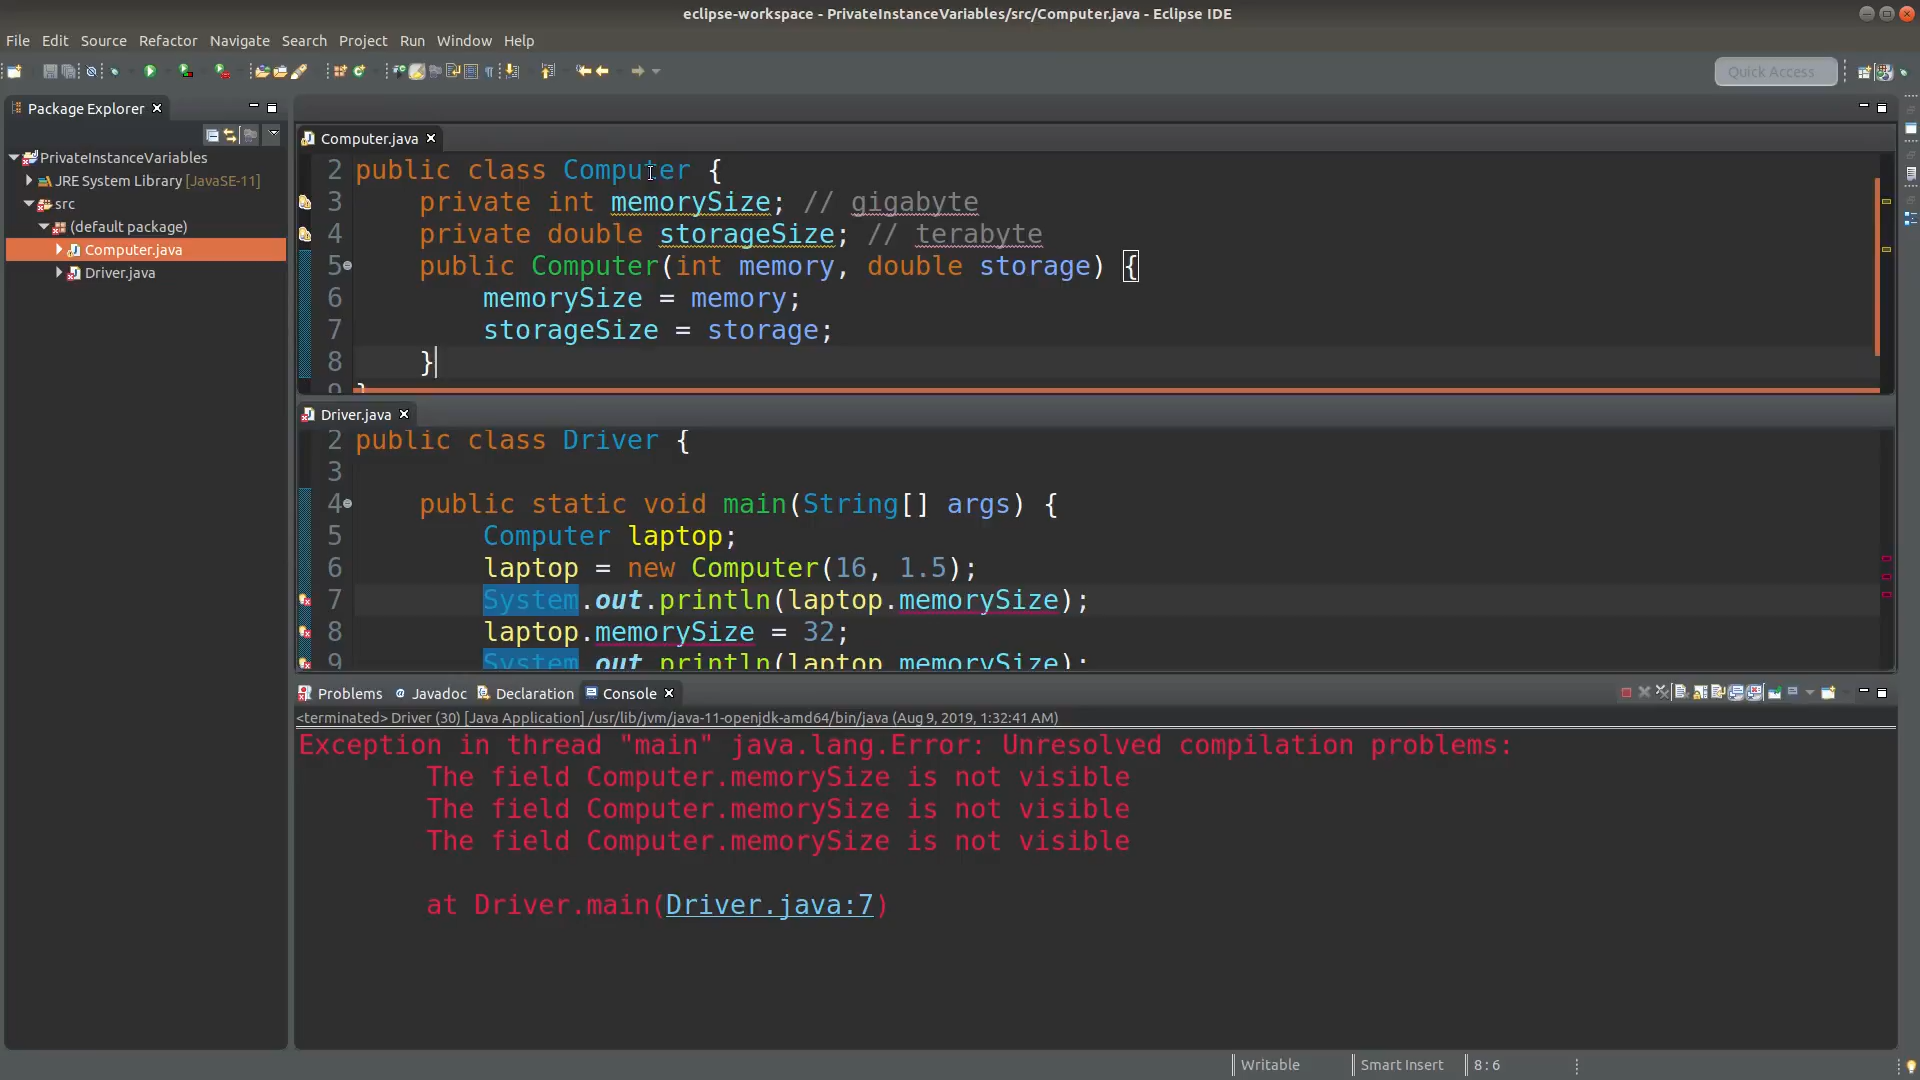 eclipse-workspace - PrivateInstanceVariables/src/Computer.java - Eclipse IDE
File Edit Source Refactor Navigate Search Project Run Window Help
Quick Access
Package Explorer
PrivateInstanceVariables
JRE System Library [JavaSE-11]
src
(default package)
Computer.java
Driver.java
Computer.java
2 public class Computer {
3 private int memorySize; // gigabyte
4 private double storageSize; // terabyte
5 public Computer(int memory, double storage) {
6 memorySize = memory;
7 storageSize = storage;
8 }
9 }
Driver.java
2 public class Driver {
3
4 public static void main(String[] args) {
5 Computer laptop;
6 laptop = new Computer(16, 1.5);
7 System.out.println(laptop.memorySize);
8 laptop.memorySize = 32;
9 System.out.println(laptop.memorySize);
Problems Javadoc Declaration Console
<terminated> Driver (30) [Java Application] /usr/lib/jvm/java-11-openjdk-amd64/bin/java (Aug 9, 2019, 1:32:41 AM)
Exception in thread "main" java.lang.Error: Unresolved compilation problems:
The field Computer.memorySize is not visible
The field Computer.memorySize is not visible
The field Computer.memorySize is not visible
at Driver.main(Driver.java:7)
Writable Smart Insert 8:6